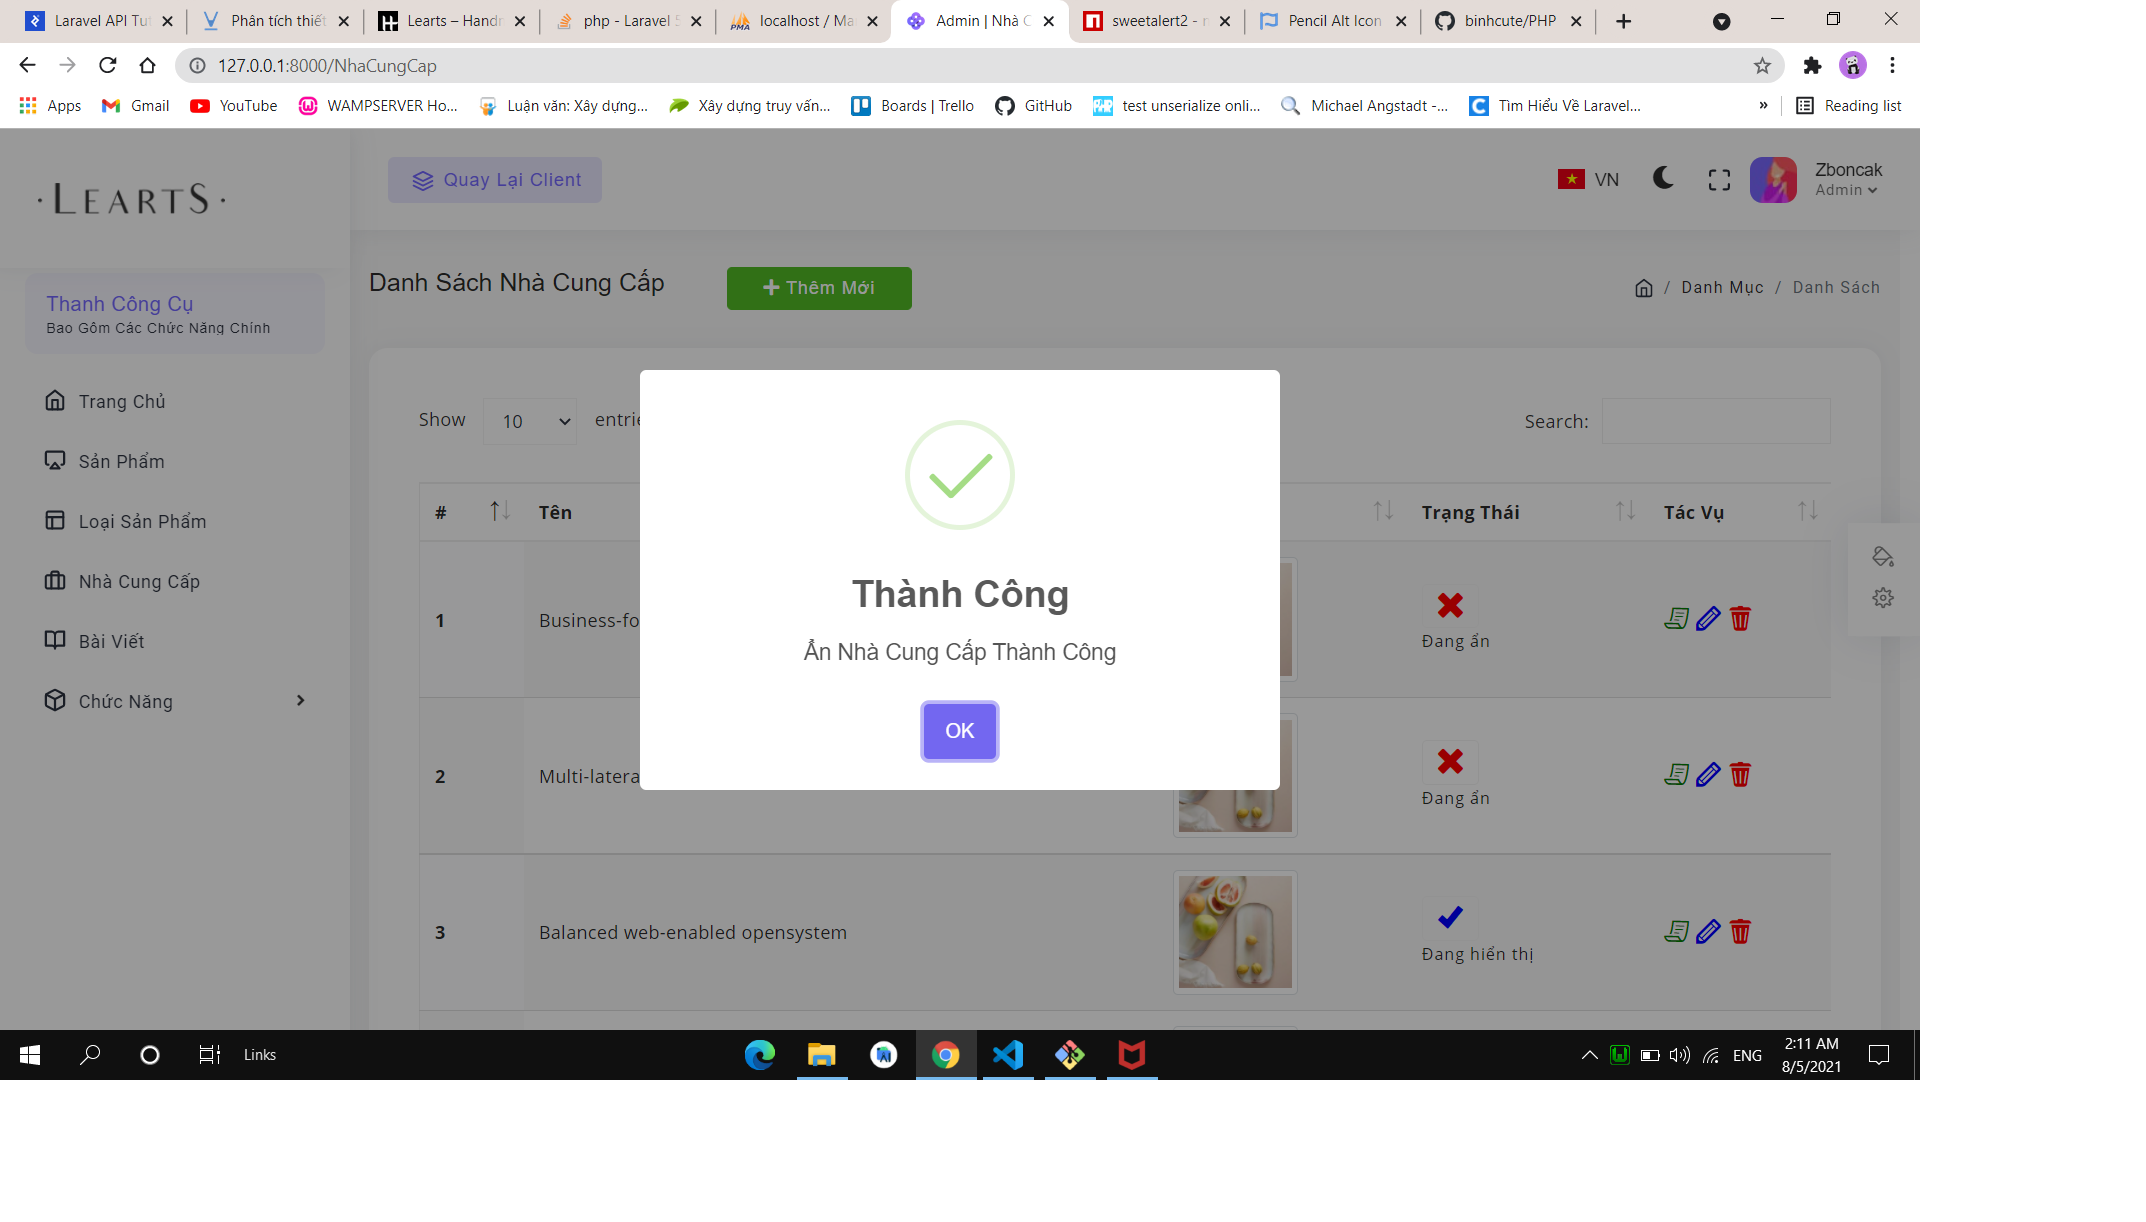 Laravel API Tut
Phân tích thiết
Learts – Handm
php - Laravel 5
localhost / Ma
Admin | Nhà C
sweetalert2 - n
Pencil Alt Icon
binhcute/PHP
127.0.0.1:8000/NhaCungCap
Apps
Gmail
YouTube
WAMPSERVER Ho...
Luận văn: Xây dựng...
Xây dựng truy vấn...
Boards | Trello
GitHub
test unserialize onli...
Michael Angstadt -...
Tìm Hiểu Về Laravel...
»
Reading list
· LEARTS ·
Quay Lại Client
VN
Zboncak
Admin
Thanh Công Cụ
Bao Gồm Các Chức Năng Chính
Trang Chủ
Sản Phẩm
Loại Sản Phẩm
Nhà Cung Cấp
Bài Viết
Chức Năng
Danh Sách Nhà Cung Cấp
Thêm Mới
/ Danh Mục / Danh Sách
Show 10 entrie
Search:
# Tên Trạng Thái Tác Vụ
1 Business-fo Đang ẩn
2 Multi-latera Đang ẩn
3 Balanced web-enabled opensystem Đang hiển thị
Thành Công
Ẩn Nhà Cung Cấp Thành Công
OK
Links
ENG
2:11 AM
8/5/2021